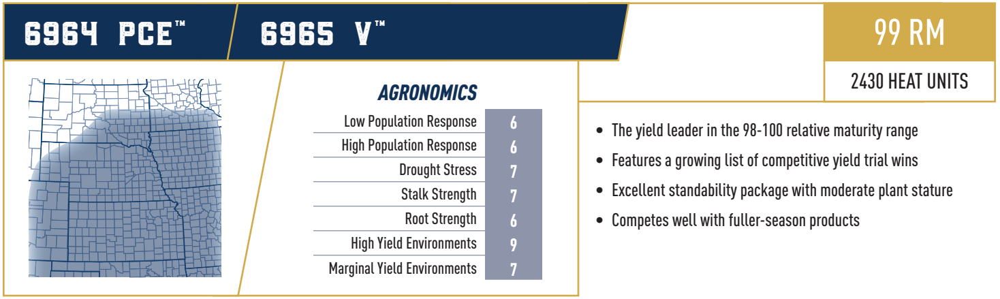 6964 PCE™
6965 V™
99 RM
2430 HEAT UNITS
AGRONOMICS
Low Population Response 6
High Population Response 6
Drought Stress 7
Stalk Strength 7
Root Strength 6
High Yield Environments 9
Marginal Yield Environments 7
• The yield leader in the 98-100 relative maturity range
• Features a growing list of competitive yield trial wins
• Excellent standability package with moderate plant stature
• Competes well with fuller-season products